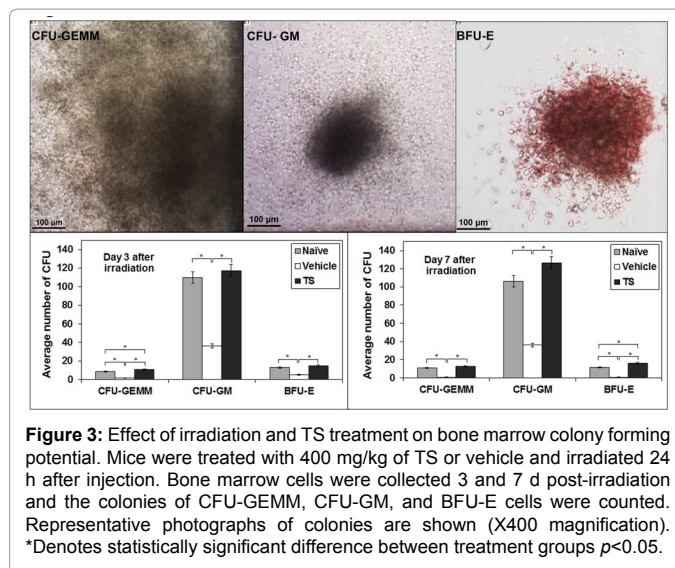 CFU-GEMM
CFU- GM
BFU-E
100 µm
100 µm
100 µm
Average number of CFU
140
120
100
80
60
40
20
0
Day 3 after
irradiation
Naïve
Vehicle
TS
* *
*
* *
* *
* *
CFU-GEMM
CFU-GM
BFU-E
Average number of CFU
140
120
100
80
60
40
20
0
Day 7 after
irradiation
Naïve
Vehicle
TS
* *
* *
*
* *
CFU-GEMM
CFU-GM
BFU-E
Figure 3: Effect of irradiation and TS treatment on bone marrow colony forming
potential. Mice were treated with 400 mg/kg of TS or vehicle and irradiated 24
h after injection. Bone marrow cells were collected 3 and 7 d post-irradiation
and the colonies of CFU-GEMM, CFU-GM, and BFU-E cells were counted.
Representative photographs of colonies are shown (X400 magnification).
*Denotes statistically significant difference between treatment groups p<0.05.